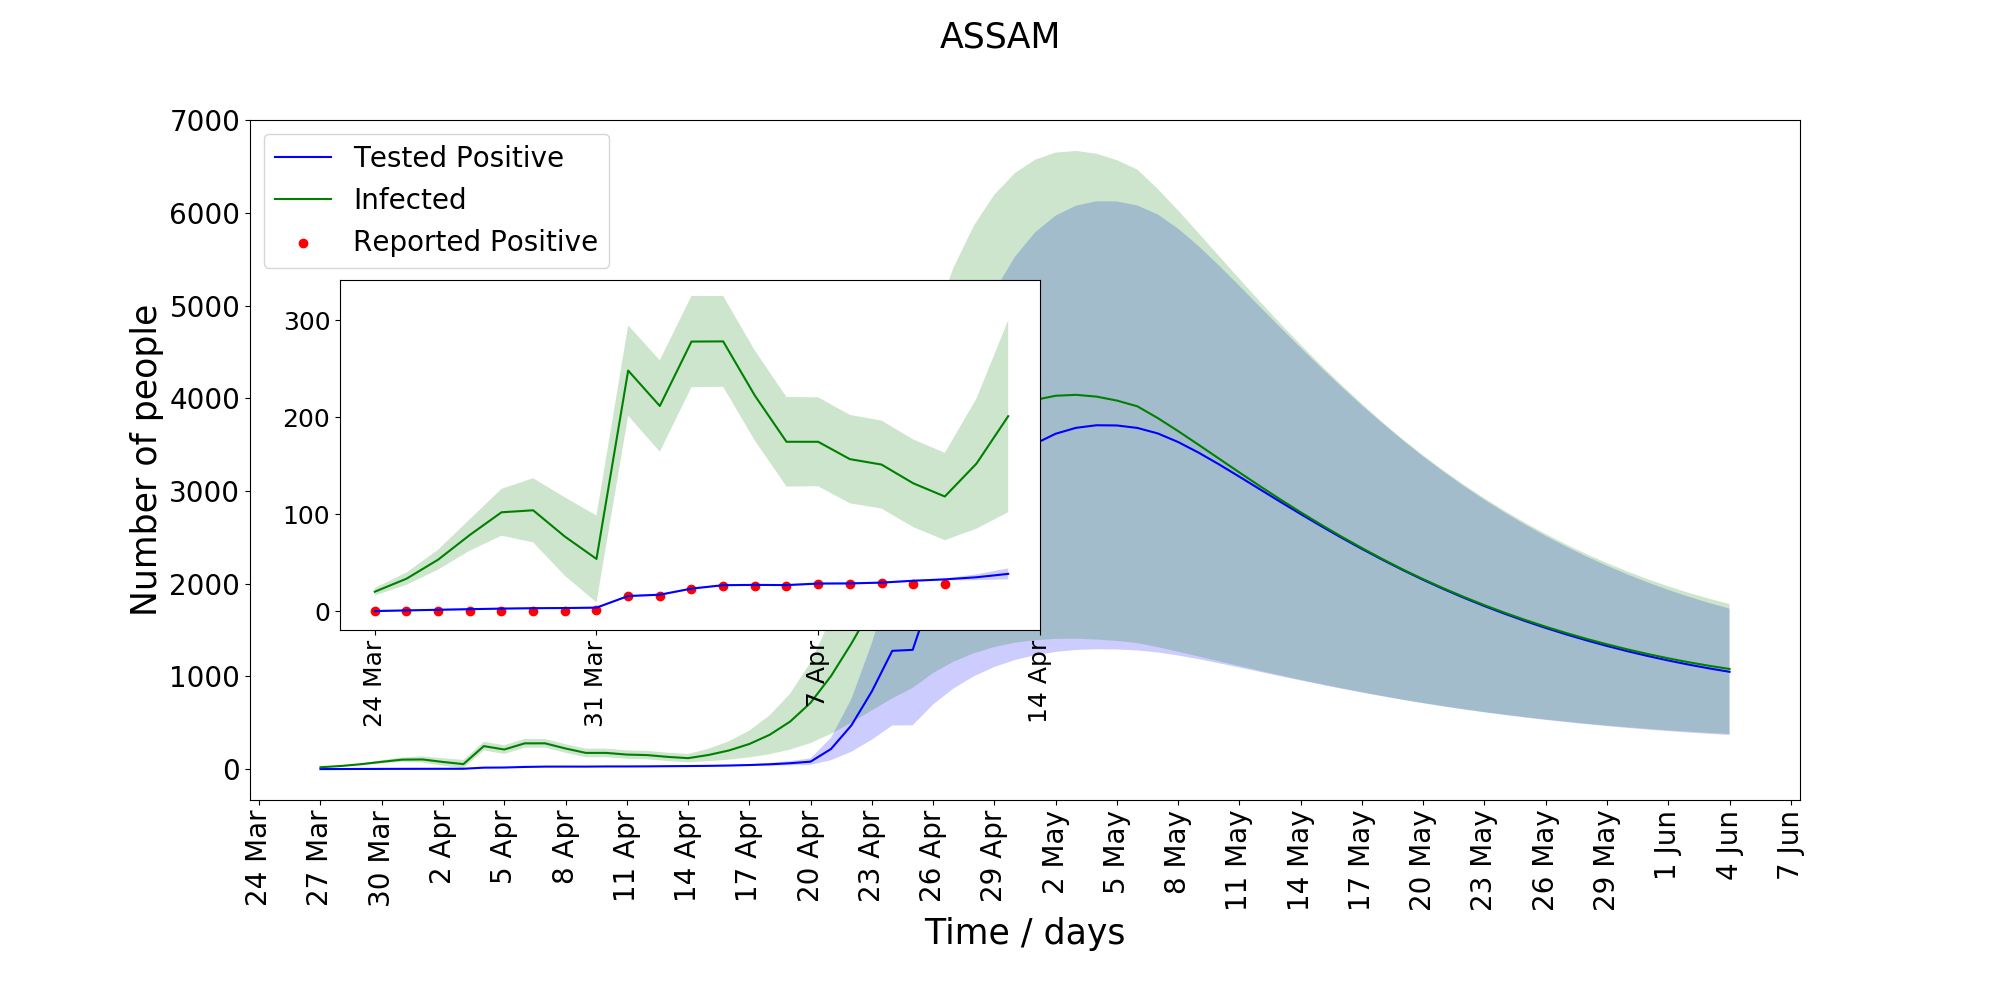 ASSAM
7000
6000
5000
4000
3000
2000
1000
0
Number of people
Tested Positive
Infected
Reported Positive
300
200
100
0
24 Mar
31 Mar
7 Apr
14 Apr
24 Mar
27 Mar
30 Mar
2 Apr
5 Apr
8 Apr
11 Apr
14 Apr
17 Apr
20 Apr
23 Apr
26 Apr
29 Apr
2 May
5 May
8 May
11 May
14 May
17 May
20 May
23 May
26 May
29 May
1 Jun
4 Jun
7 Jun
Time / days